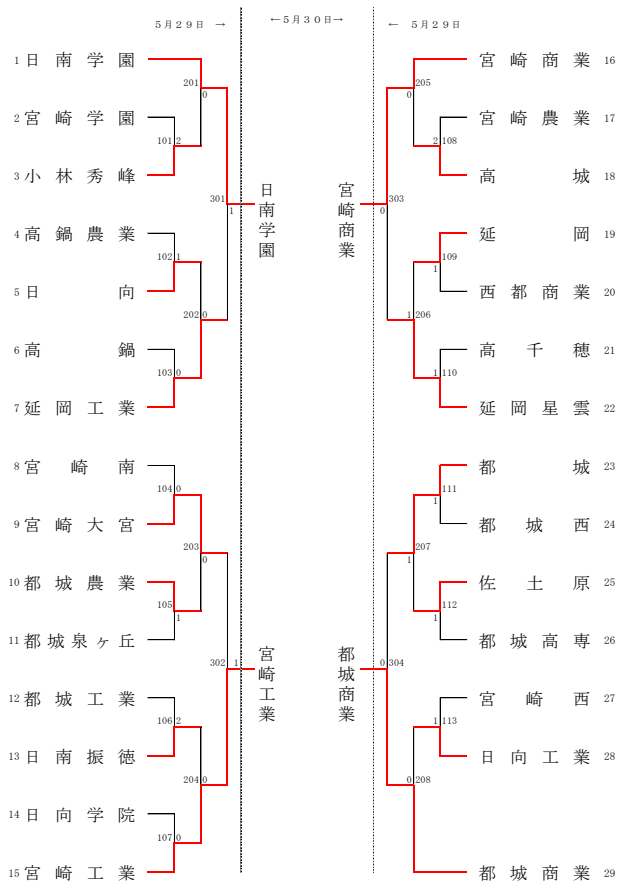 5月29日 →
←5月30日→
← 5月29日
1 日南学園
2 宮崎学園
3 小林秀峰
4 高鍋農業
5 日向
6 高鍋
7 延岡工業
8 宮崎南
9 宮崎大宮
10 都城農業
11 都城泉ヶ丘
12 都城工業
13 日南振徳
14 日向学院
15 宮崎工業
101 2
102 1
103 0
104 0
105
1
106 2
107 0
201
0
202 0
203
0
204 0
301
1
302 1
日南学園
宮崎工業
宮崎商業
都城商業
303
0
0 304
205
0
1 206
207
1
0 208
2 108
109
1
1 110
111
1
112
1
1 113
宮崎商業 16
宮崎農業 17
高城 18
延岡 19
西都商業 20
高千穂 21
延岡星雲 22
都城 23
都城西 24
佐土原 25
都城高専 26
宮崎西 27
日向工業 28
都城商業 29